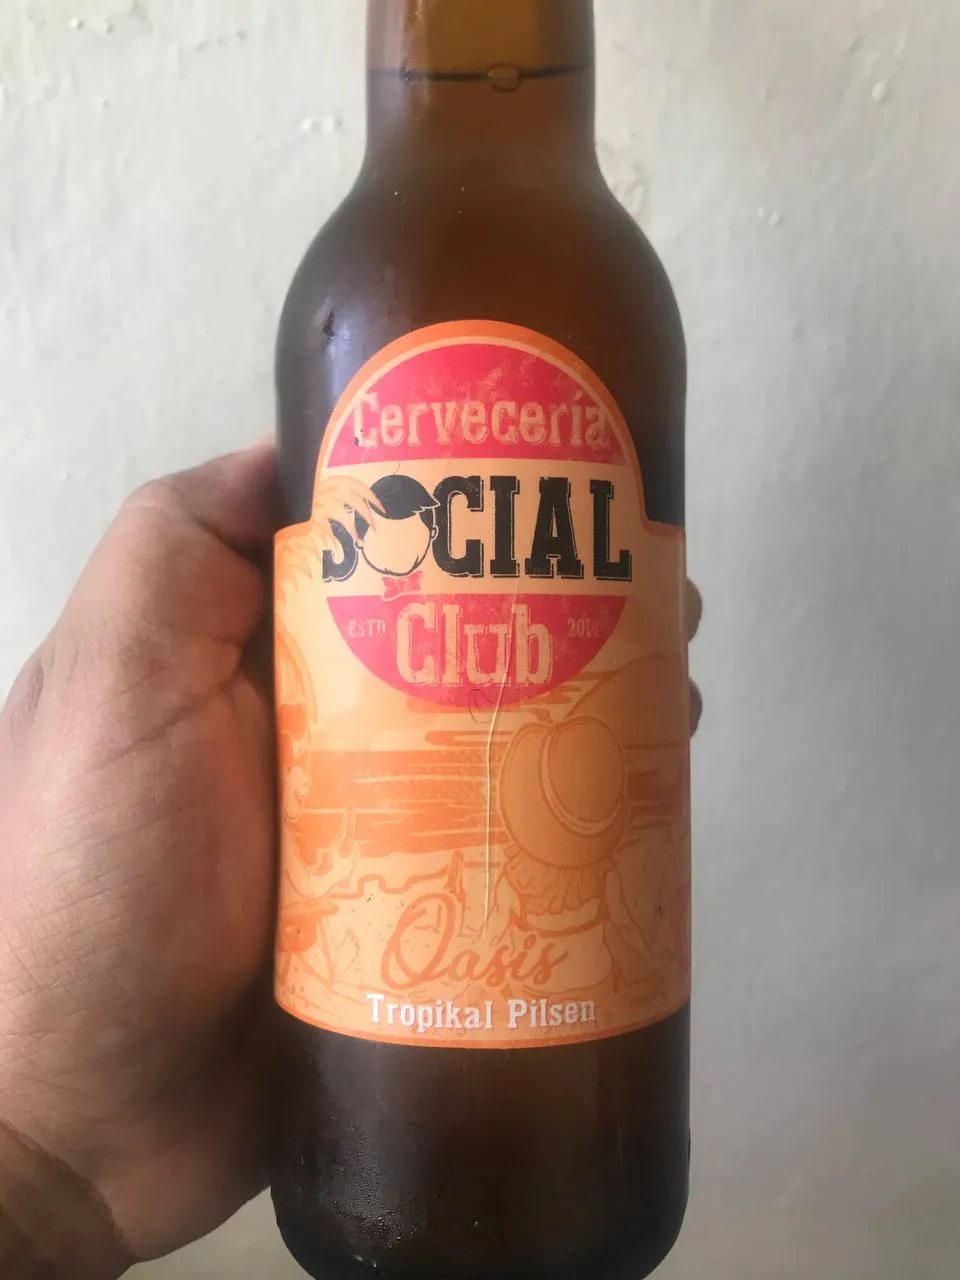 Cervecería
SOCIAL
Club
ESTD
Oasis
Tropikal Pilsen